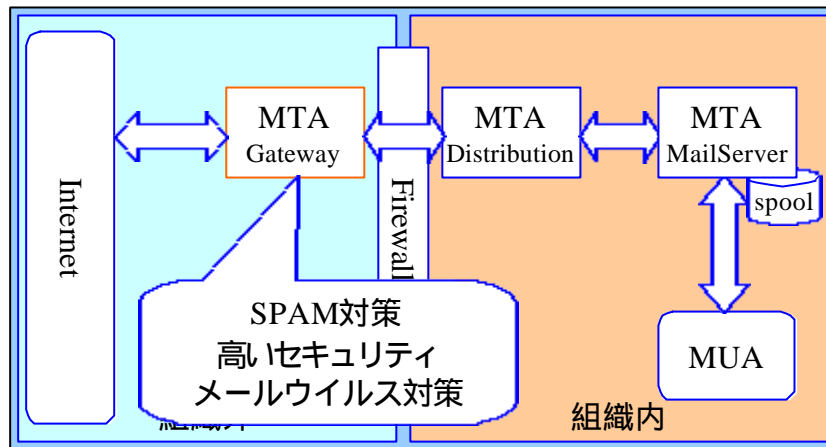 Internet
MTA
Gateway
Firewall
MTA
Distribution
MTA
MailServer
spool
MUA
SPAM対策
高いセキュリティ
メールウイルス対策
組織内